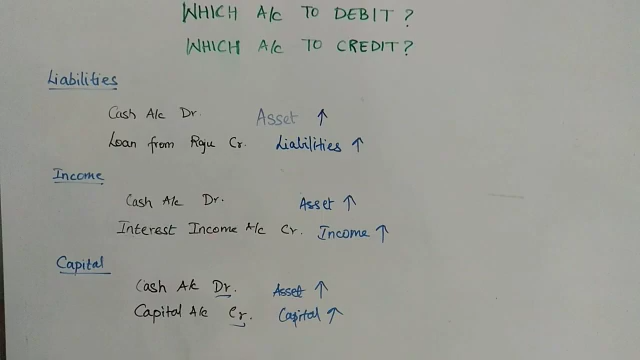 WHICH A/c TO DEBIT?
WHICH A/c TO CREDIT?
Liabilities
Cash A/c Dr. Asset ↑
Loan from Raju Cr. Liabilities ↑
Income
Cash A/c Dr. Asset ↑
Interest Income A/c Cr. Income ↑
Capital
Cash A/c Dr. Asset ↑
Capital A/c Cr. Capital ↑